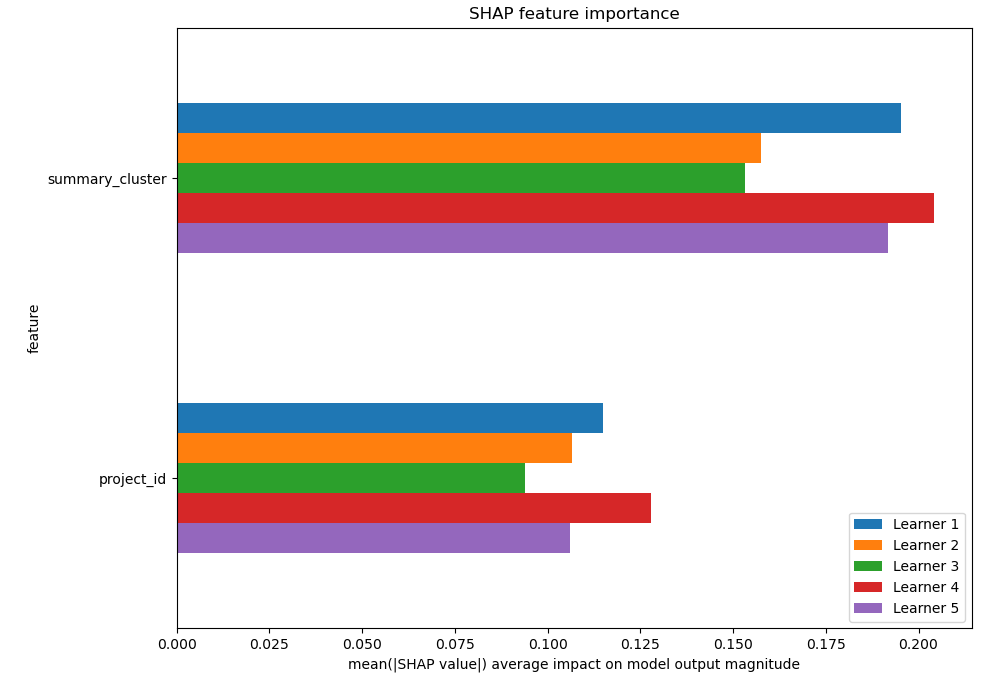 SHAP feature importance
summary_cluster
feature
project_id
Learner 1
Learner 2
Learner 3
Learner 4
Learner 5
0.000 0.025 0.050 0.075 0.100 0.125 0.150 0.175 0.200
mean(|SHAP value|) average impact on model output magnitude